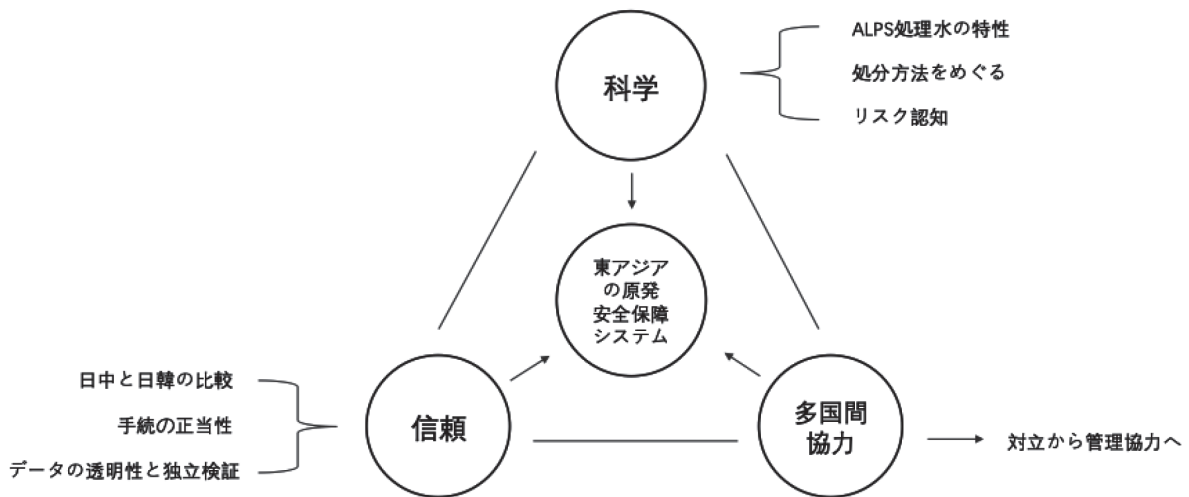 ALPS処理水の特性
処分方法をめぐる
リスク認知
科学
東アジア
の原発
安全保障
システム
日中と日韓の比較
手続の正当性
データの透明性と独立検証
信頼
多国間
協力
対立から管理協力へ